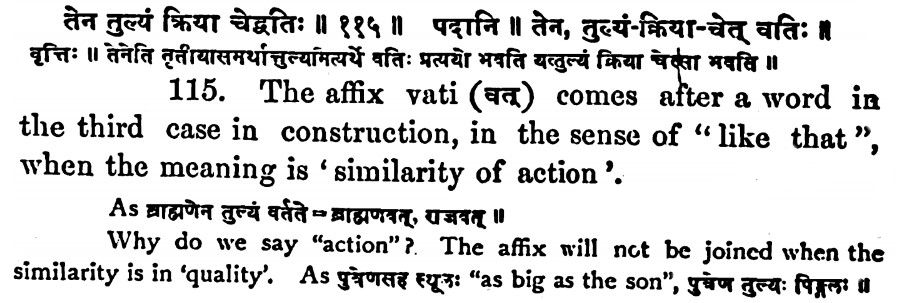 तेन तुल्यं क्रिया चेद्वतिः ॥ ११५ ॥ पदानि ॥ तेन, तुल्यं-क्रिया-चेत् वतिः ॥
वृत्तिः ॥ तेनेति तृतीयासमर्थात्तुल्यमित्यर्थे वतिः प्रत्ययो भवति यत्तुल्यं क्रिया चेत्सा भवति ॥
115. The affix vati (वत्) comes after a word in
the third case in construction, in the sense of “like that”,
when the meaning is ‘similarity of action’.
As ब्राह्मणेन तुल्यं वर्तते = ब्राह्मणवत्, राजवत् ॥
Why do we say “action”?. The affix will not be joined when the
similarity is in ‘quality’. As पुत्रेणसह स्थूलः “as big as the son”, पुत्रेण तुल्यः पिङ्गलः ॥